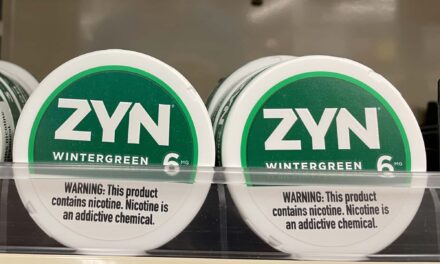 ZYN
WINTERGREEN 6 MG
WARNING: This product
contains nicotine. Nicotine is
an addictive chemical.
ZYN
WINTERGREEN 6 MG
WARNING: This product
contains nicotine. Nicotine is
an addictive chemical.